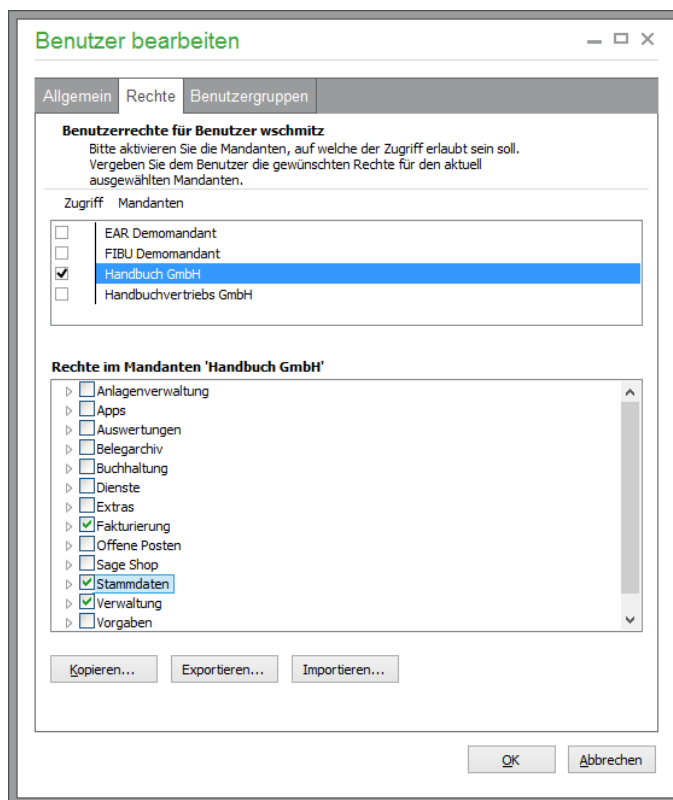 Benutzer bearbeiten
Allgemein Rechte Benutzergruppen
Benutzerrechte für Benutzer wschmitz
Bitte aktivieren Sie die Mandanten, auf welche der Zugriff erlaubt sein soll.
Vergeben Sie dem Benutzer die gewünschten Rechte für den aktuell
ausgewählten Mandanten.
Zugriff Mandanten
EAR Demomandant
FIBU Demomandant
Handbuch GmbH
Handbuchvertriebs GmbH
Rechte im Mandanten 'Handbuch GmbH'
Anlagenverwaltung
Apps
Auswertungen
Belegarchiv
Buchhaltung
Dienste
Extras
Fakturierung
Offene Posten
Sage Shop
Stammdaten
Verwaltung
Vorgaben
Kopieren... Exportieren... Importieren...
OK Abbrechen